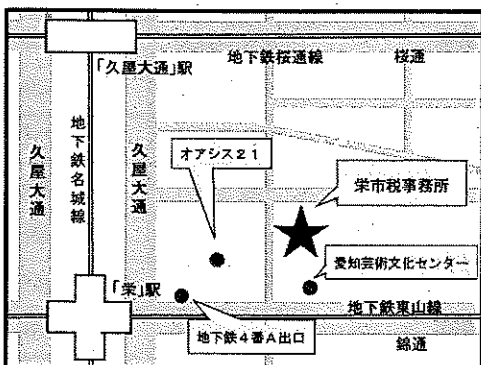 「久屋大通」駅
地下鉄桜通線
桜通
久屋大通
地下鉄名城線
久屋大通
オアシス21
栄市税事務所
愛知芸術文化センター
「栄」駅
地下鉄東山線
地下鉄4番A出口
錦通